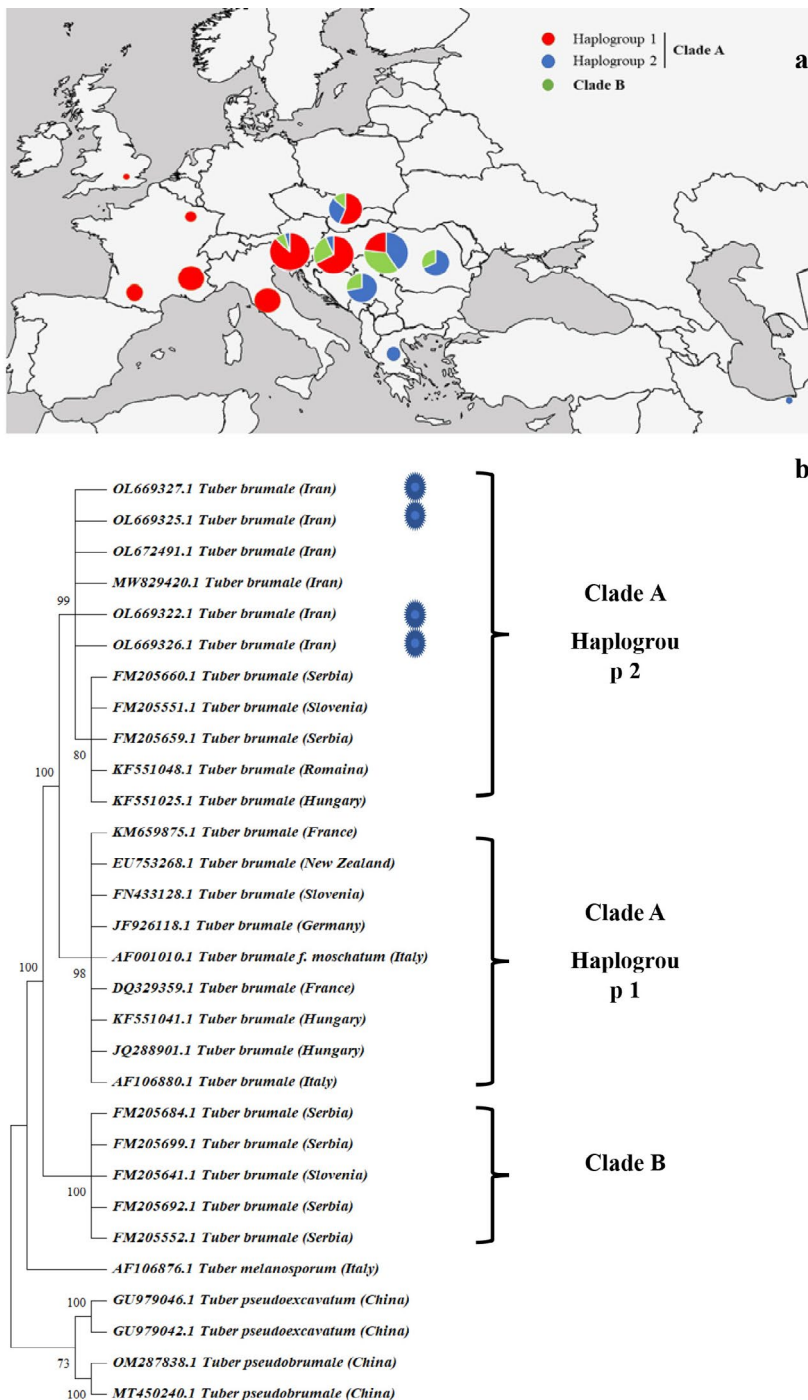 Haplogroup 1
Clade A
Haplogroup 2
Clade B
a
b
OL669327.1 Tuber brumale (Iran)
OL669325.1 Tuber brumale (Iran)
OL672491.1 Tuber brumale (Iran)
MW829420.1 Tuber brumale (Iran)
99
OL669322.1 Tuber brumale (Iran)
OL669326.1 Tuber brumale (Iran)
FM205660.1 Tuber brumale (Serbia)
FM205551.1 Tuber brumale (Slovenia)
FM205659.1 Tuber brumale (Serbia)
80
KF551048.1 Tuber brumale (Romaina)
100
KF551025.1 Tuber brumale (Hungary)
Clade A
Haplogrou
p 2
KM659875.1 Tuber brumale (France)
EU753268.1 Tuber brumale (New Zealand)
FN433128.1 Tuber brumale (Slovenia)
JF926118.1 Tuber brumale (Germany)
AF001010.1 Tuber brumale f. moschatum (Italy)
100
98
DQ329359.1 Tuber brumale (France)
KF551041.1 Tuber brumale (Hungary)
JQ288901.1 Tuber brumale (Hungary)
AF106880.1 Tuber brumale (Italy)
Clade A
Haplogrou
p 1
FM205684.1 Tuber brumale (Serbia)
FM205699.1 Tuber brumale (Serbia)
FM205641.1 Tuber brumale (Slovenia)
100
FM205692.1 Tuber brumale (Serbia)
FM205552.1 Tuber brumale (Serbia)
Clade B
AF106876.1 Tuber melanosporum (Italy)
100
GU979046.1 Tuber pseudoexcavatum (China)
GU979042.1 Tuber pseudoexcavatum (China)
73
OM287838.1 Tuber pseudobrumale (China)
100
MT450240.1 Tuber pseudobrumale (China)